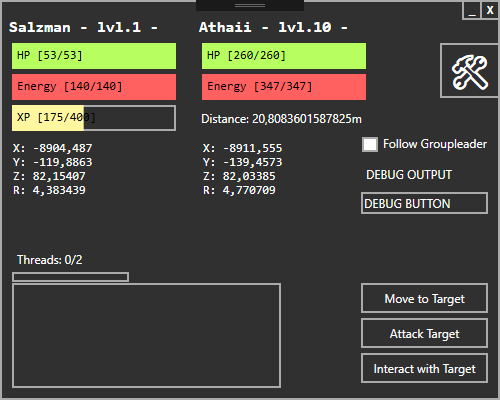 _ X
Salzman - lvl.1 -
Athaii - lvl.10 -
HP [53/53]
HP [260/260]
Energy [140/140]
Energy [347/347]
XP [175/400]
Distance: 20,8083601587825m
X: -8904,487
Y: -119,8863
Z: 82,15407
R: 4,383439
X: -8911,555
Y: -139,4573
Z: 82,03385
R: 4,770709
Follow Groupleader
DEBUG OUTPUT
DEBUG BUTTON
Threads: 0/2
Move to Target
Attack Target
Interact with Target